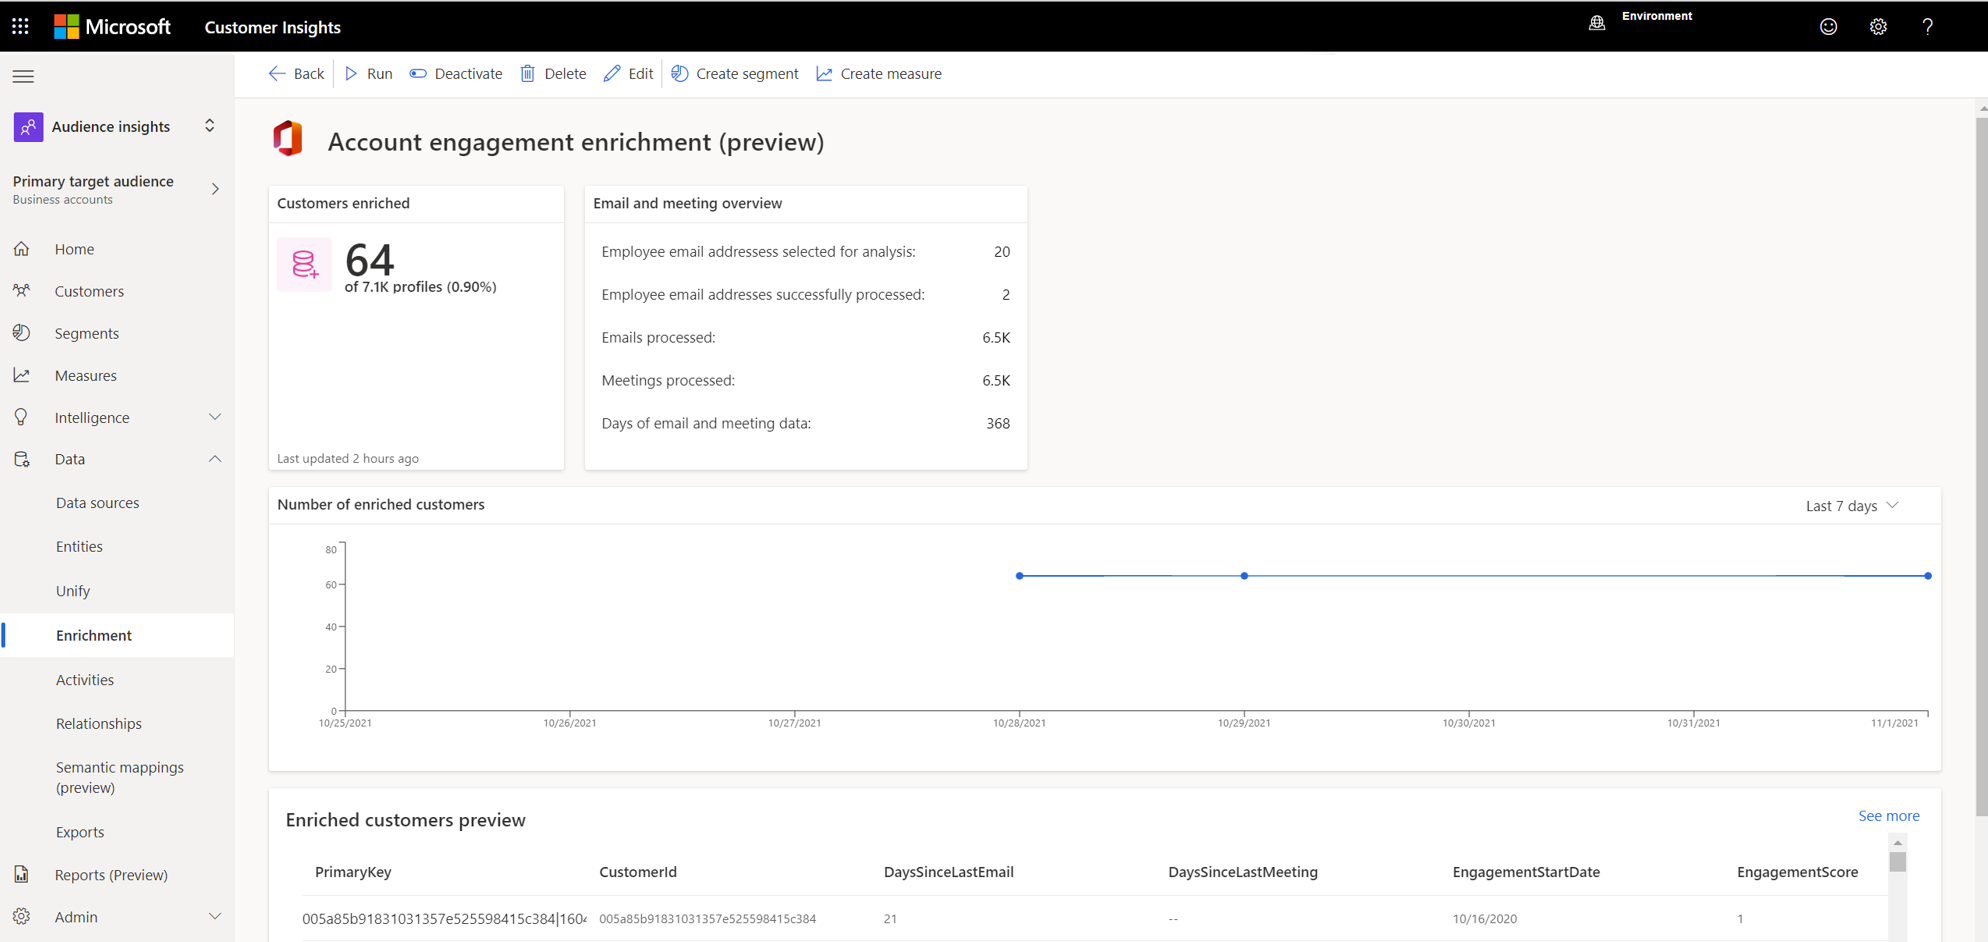 Microsoft Customer Insights Environment ?
Back Run Deactivate Delete Edit Create segment Create measure
Audience insights
Primary target audience
Business accounts
Home
Customers
Segments
Measures
Intelligence
Data
Data sources
Entities
Unify
Enrichment
Activities
Relationships
Semantic mappings
(preview)
Exports
Reports (Preview)
Admin
Account engagement enrichment (preview)
Customers enriched
64
of 7.1K profiles (0.90%)
Last updated 2 hours ago
Email and meeting overview
Employee email addressess selected for analysis: 20
Employee email addresses successfully processed: 2
Emails processed: 6.5K
Meetings processed: 6.5K
Days of email and meeting data: 368
Number of enriched customers Last 7 days
80
60
40
20
0
10/25/2021 10/26/2021 10/27/2021 10/28/2021 10/29/2021 10/30/2021 10/31/2021 11/1/2021
Enriched customers preview See more
PrimaryKey CustomerId DaysSinceLastEmail DaysSinceLastMeeting EngagementStartDate EngagementScore
005a85b91831031357e525598415c384|160 005a85b91831031357e525598415c384 21 -- 10/16/2020 1